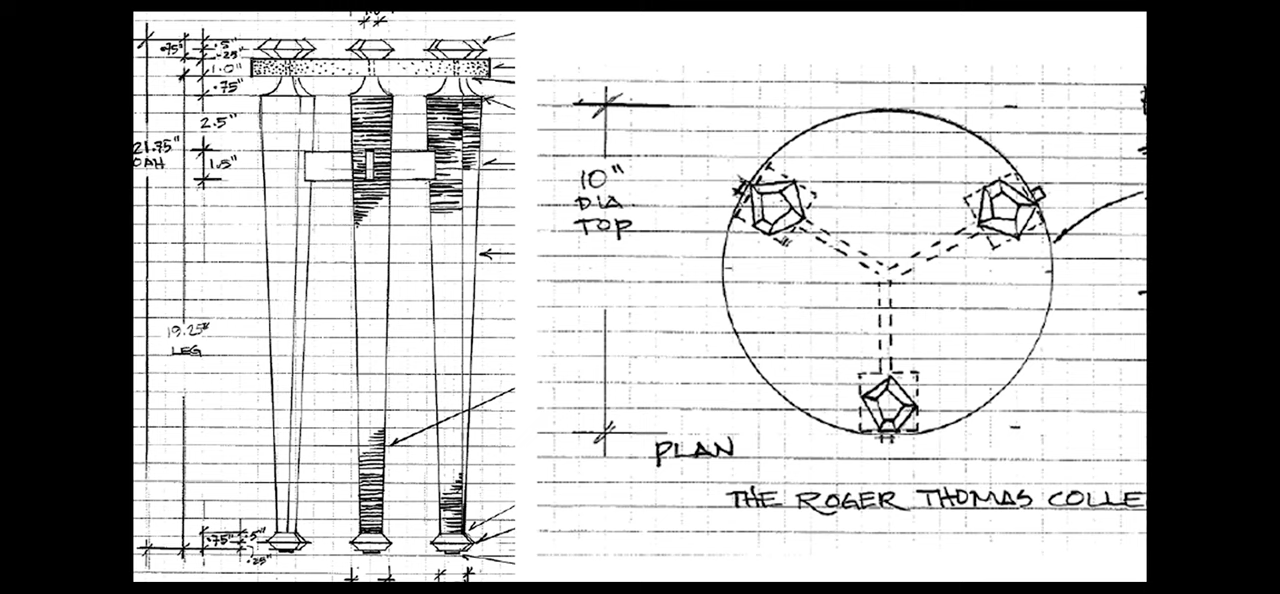 .75"
.5"
.25"
1.0"
.75"
2.5"
21.75"
OAH
1.5"
19.25"
LEG
.75"
.5"
.25"
10"
DIA.
TOP
PLAN
THE ROGER THOMAS COLLE